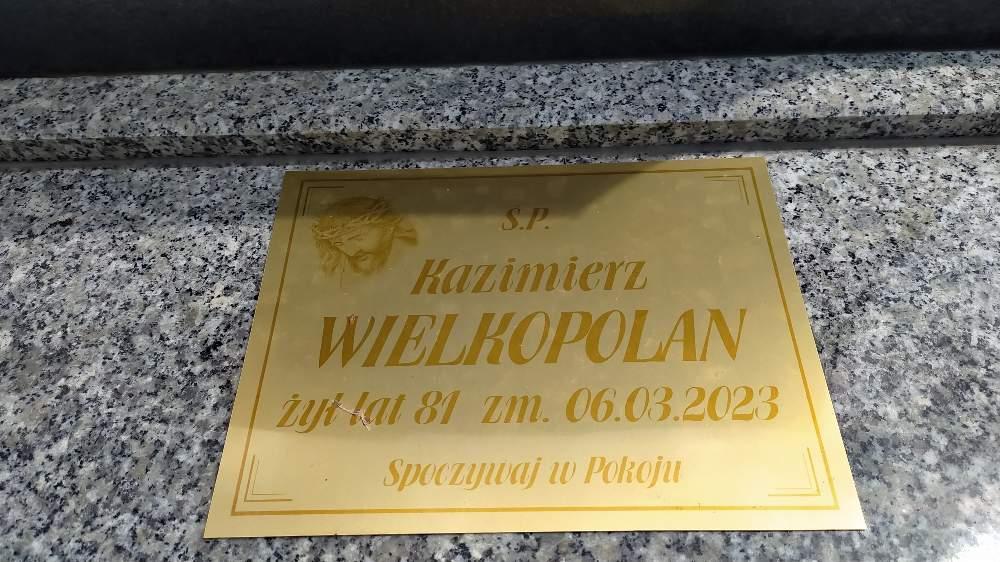 Ś.P.
Kazimierz
WIELKOPOLAN
żył lat 81 zm. 06.03.2023
Spoczywaj w Pokoju